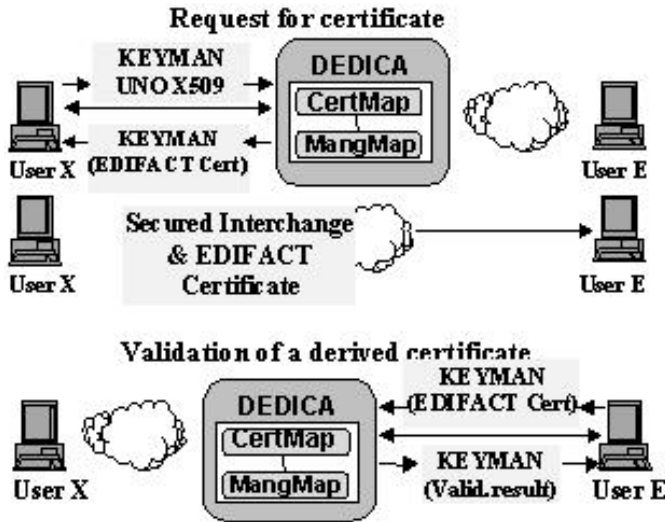 Request for certificate
KEYMAN
UNO X509
DEDICA
CertMap
MangMap
KEYMAN
(EDIFACT Cert)
User X
User E
Secured Interchange
& EDIFACT
Certificate
User X
User E
Validation of a derived certificate
KEYMAN
(EDIFACT Cert)
DEDICA
CertMap
MangMap
KEYMAN
(Valid.result)
User X
User E